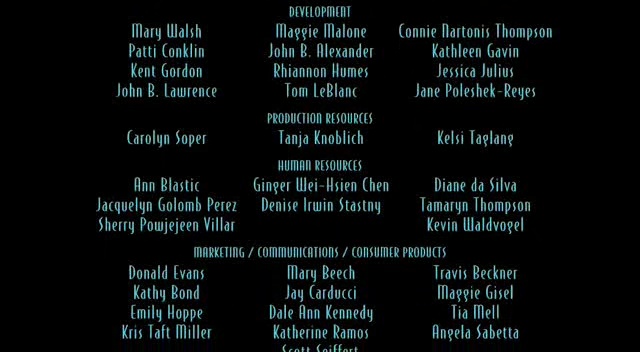 DEVELOPMENT
Mary Walsh Maggie Malone Connie Nartonis Thompson
Patti Conklin John B. Alexander Kathleen Gavin
Kent Gordon Rhiannon Humes Jessica Julius
John B. Lawrence Tom LeBlanc Jane Poleshek-Reyes
PRODUCTION RESOURCES
Carolyn Soper Tanja Knoblich Kelsi Taglang
HUMAN RESOURCES
Ann Blastic Ginger Wei-Hsien Chen Diane da Silva
Jacquelyn Golomb Perez Denise Irwin Stastny Tamaryn Thompson
Sherry Powjejeen Villar Kevin Waldvogel
MARKETING / COMMUNICATIONS / CONSUMER PRODUCTS
Donald Evans Mary Beech Travis Beckner
Kathy Bond Jay Carducci Maggie Gisel
Emily Hoppe Dale Ann Kennedy Tia Mell
Kris Taft Miller Katherine Ramos Angela Sabetta
Scott Seiffert